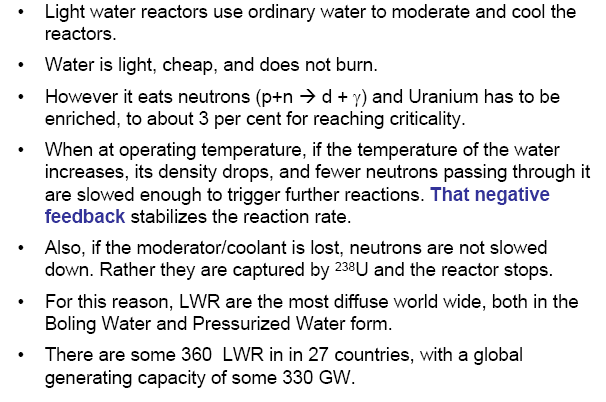 • Light water reactors use ordinary water to moderate and cool the
reactors.
• Water is light, cheap, and does not burn.
• However it eats neutrons (p+n → d + γ) and Uranium has to be
enriched, to about 3 per cent for reaching criticality.
• When at operating temperature, if the temperature of the water
increases, its density drops, and fewer neutrons passing through it
are slowed enough to trigger further reactions. That negative
feedback stabilizes the reaction rate.
• Also, if the moderator/coolant is lost, neutrons are not slowed
down. Rather they are captured by ²³⁸U and the reactor stops.
• For this reason, LWR are the most diffuse world wide, both in the
Boling Water and Pressurized Water form.
• There are some 360 LWR in in 27 countries, with a global
generating capacity of some 330 GW.